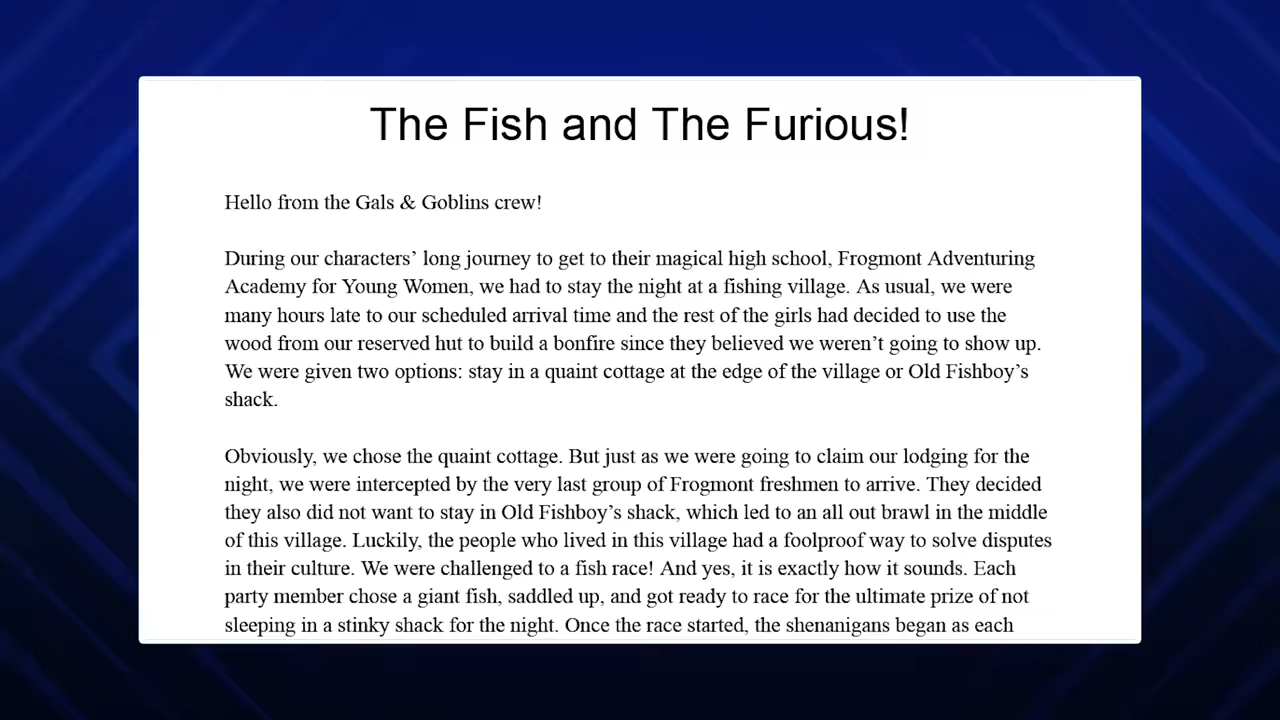 The Fish and The Furious!
Hello from the Gals & Goblins crew!
During our characters’ long journey to get to their magical high school, Frogmont Adventuring
Academy for Young Women, we had to stay the night at a fishing village. As usual, we were
many hours late to our scheduled arrival time and the rest of the girls had decided to use the
wood from our reserved hut to build a bonfire since they believed we weren’t going to show up.
We were given two options: stay in a quaint cottage at the edge of the village or Old Fishboy’s
shack.
Obviously, we chose the quaint cottage. But just as we were going to claim our lodging for the
night, we were intercepted by the very last group of Frogmont freshmen to arrive. They decided
they also did not want to stay in Old Fishboy’s shack, which led to an all out brawl in the middle
of this village. Luckily, the people who lived in this village had a foolproof way to solve disputes
in their culture. We were challenged to a fish race! And yes, it is exactly how it sounds. Each
party member chose a giant fish, saddled up, and got ready to race for the ultimate prize of not
sleeping in a stinky shack for the night. Once the race started, the shenanigans began as each